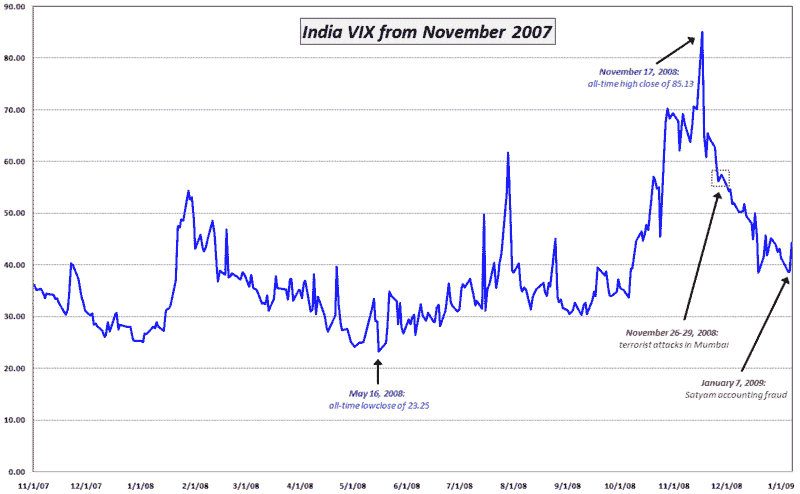 India VIX from November 2007
90.00
80.00
70.00
60.00
50.00
40.00
30.00
20.00
10.00
0.00
November 17, 2008:
all-time high close of 85.13
May 16, 2008:
all-time lowclose of 23.25
November 26-29, 2008:
terrorist attacks in Mumbai
January 7, 2009:
Satyam accounting fraud
11/1/07 12/1/07 1/1/08 2/1/08 3/1/08 4/1/08 5/1/08 6/1/08 7/1/08 8/1/08 9/1/08 10/1/08 11/1/08 12/1/08 1/1/09